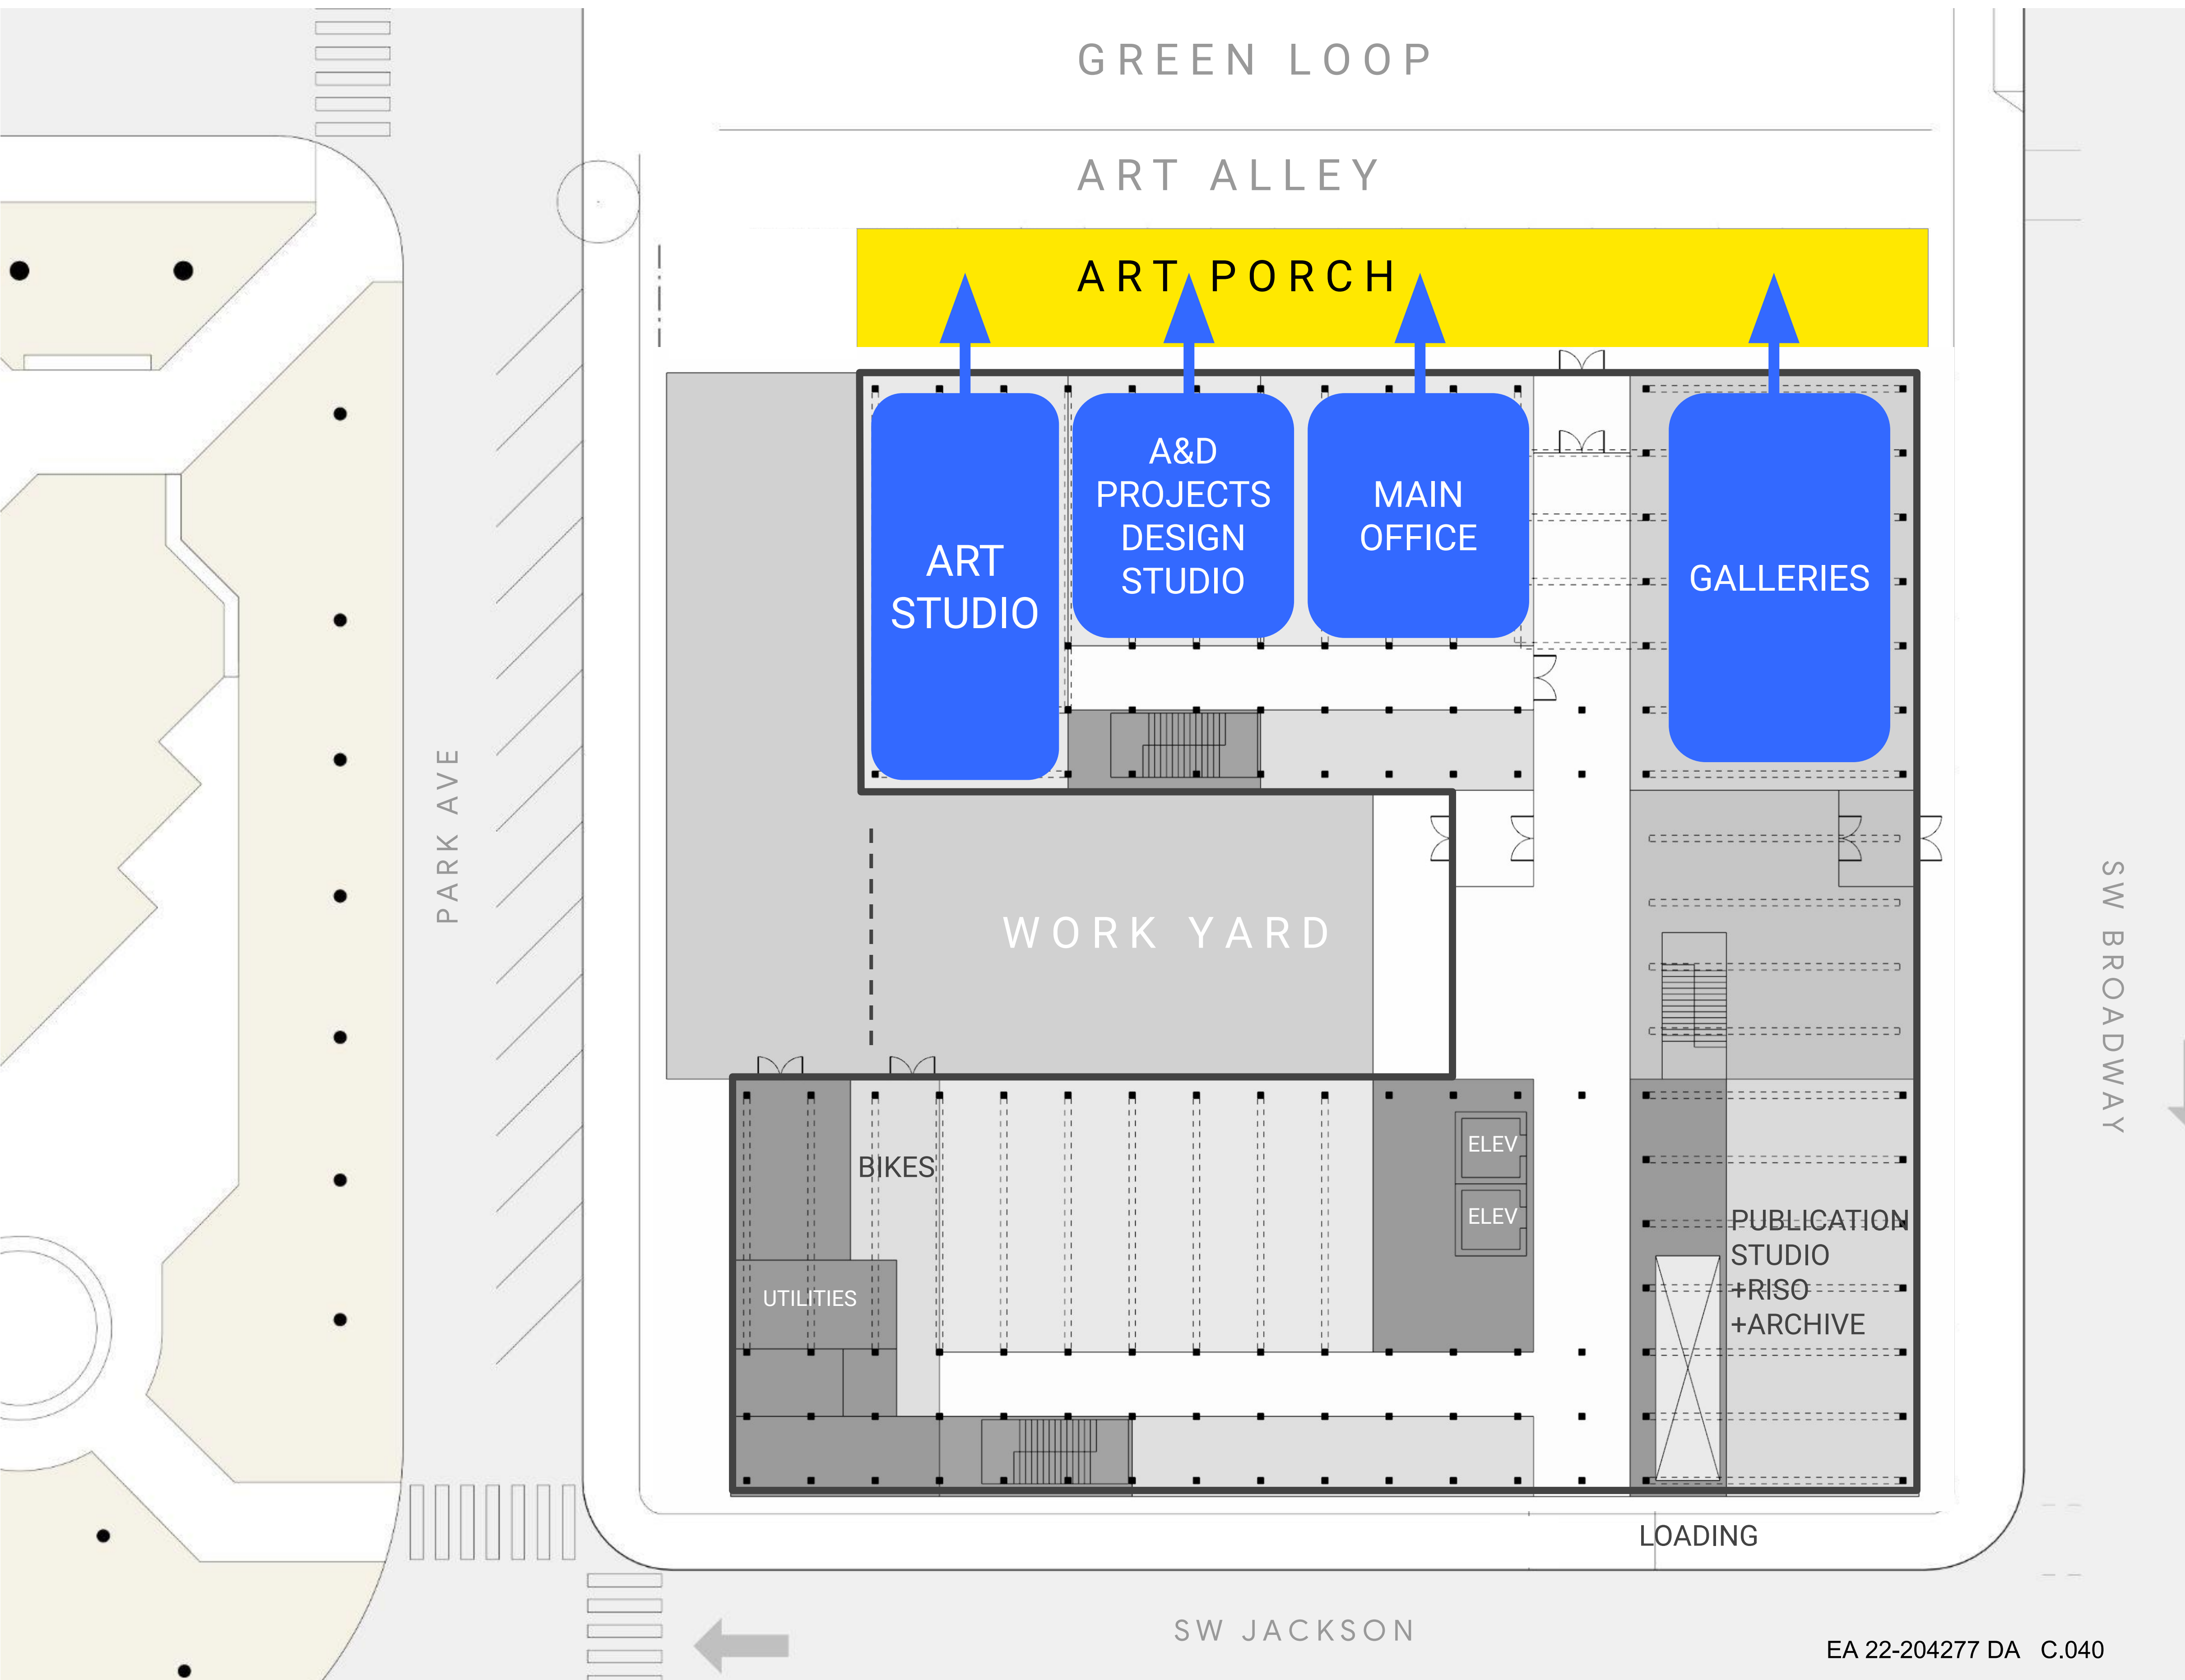 GREEN LOOP
ART ALLEY
ART PORCH
ART
STUDIO
A&D
PROJECTS
DESIGN
STUDIO
MAIN
OFFICE
GALLERIES
PARK AVE
WORK YARD
SW BROADWAY
BIKES
ELEV
ELEV
UTILITIES
PUBLICATION
STUDIO
+RISO
+ARCHIVE
LOADING
SW JACKSON
EA 22-204277 DA C.040